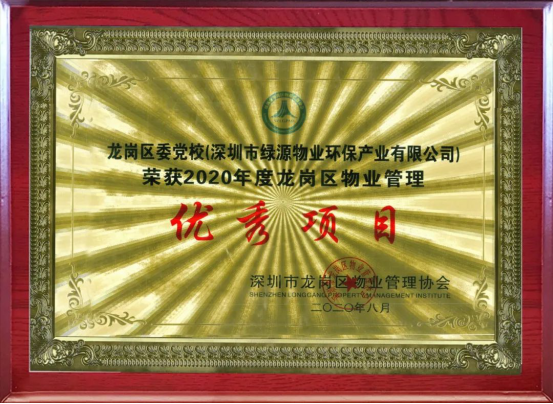 龙岗区委党校(深圳市绿源物业环保产业有限公司)
荣获2020年度龙岗区物业管理
优秀项目
深圳市龙岗区物业管理协会
SHENZHEN LONGGANG PROPERTY MANAGEMENT INSTITUTE
二〇二〇年八月